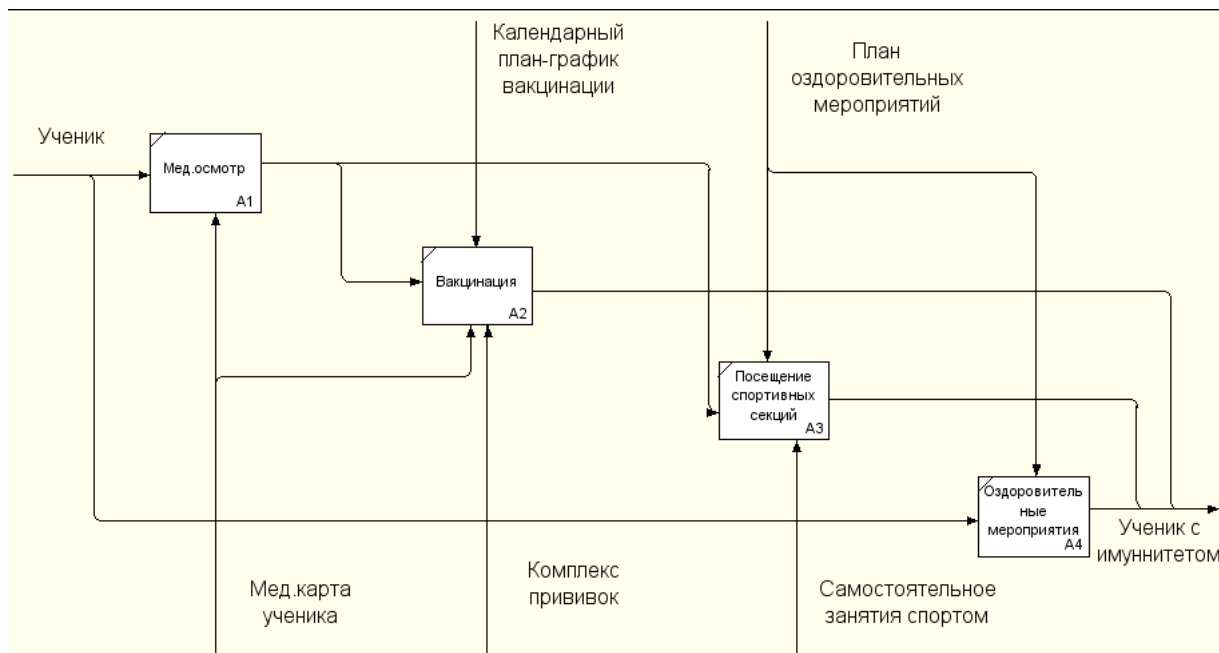 Календарный
план-график
вакцинации
План
оздоровительных
мероприятий
Ученик
Мед.осмотр
A1
Вакцинация
A2
Посещение
спортивных
секций
A3
Оздоровитель
ные
мероприятия
A4
Ученик с
имуннитетом
Мед.карта
ученика
Комплекс
прививок
Самостоятельное
занятия спортом